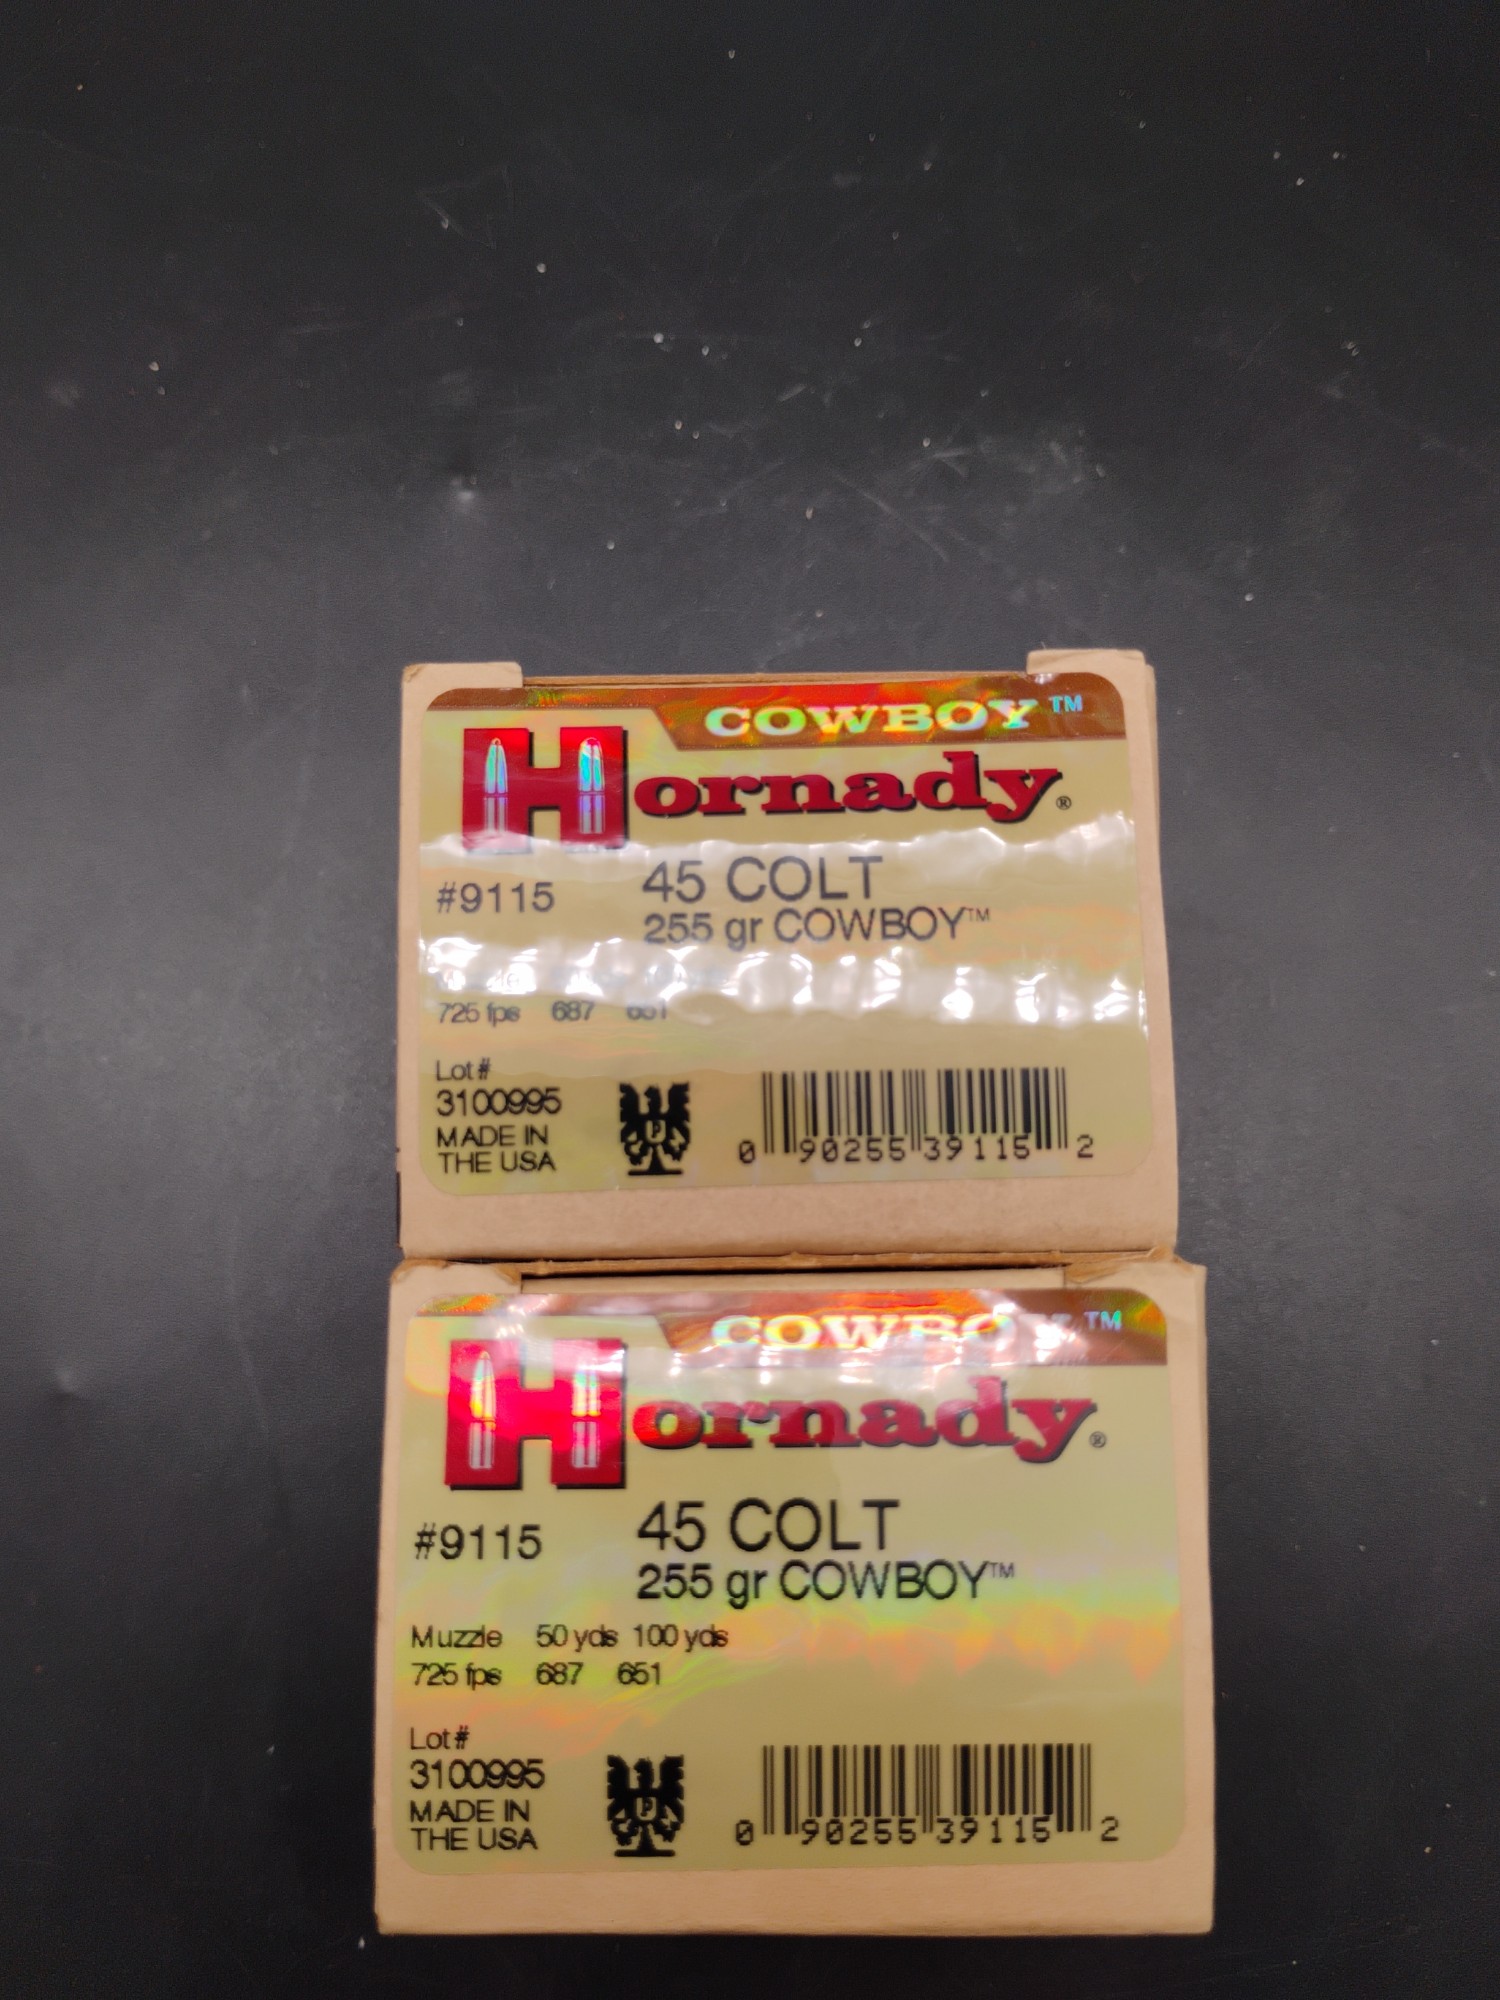 COWBOY™
Hornady®
#9115 45 COLT
255 gr COWBOY™
725 fps 687 651
Lot#
3100995
MADE IN
THE USA
P
0 90255 39115 2
COWBOY™
Hornady®
#9115 45 COLT
255 gr COWBOY™
Muzzle 50 yds 100 yds
725 fps 687 651
Lot#
3100995
MADE IN
THE USA
P
0 90255 39115 2